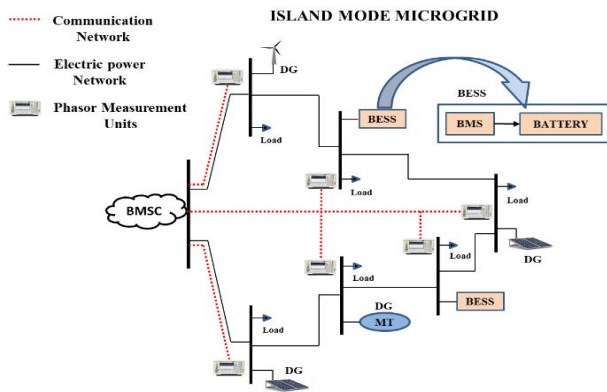 ISLAND MODE MICROGRID
Communication
Network
Electric power
Network
Phasor Measurement
Units
DG
Load
BESS
BESS
BMS
BATTERY
Load
Load
BMSC
DG
Load
Load
BESS
DG
MT
Load
DG